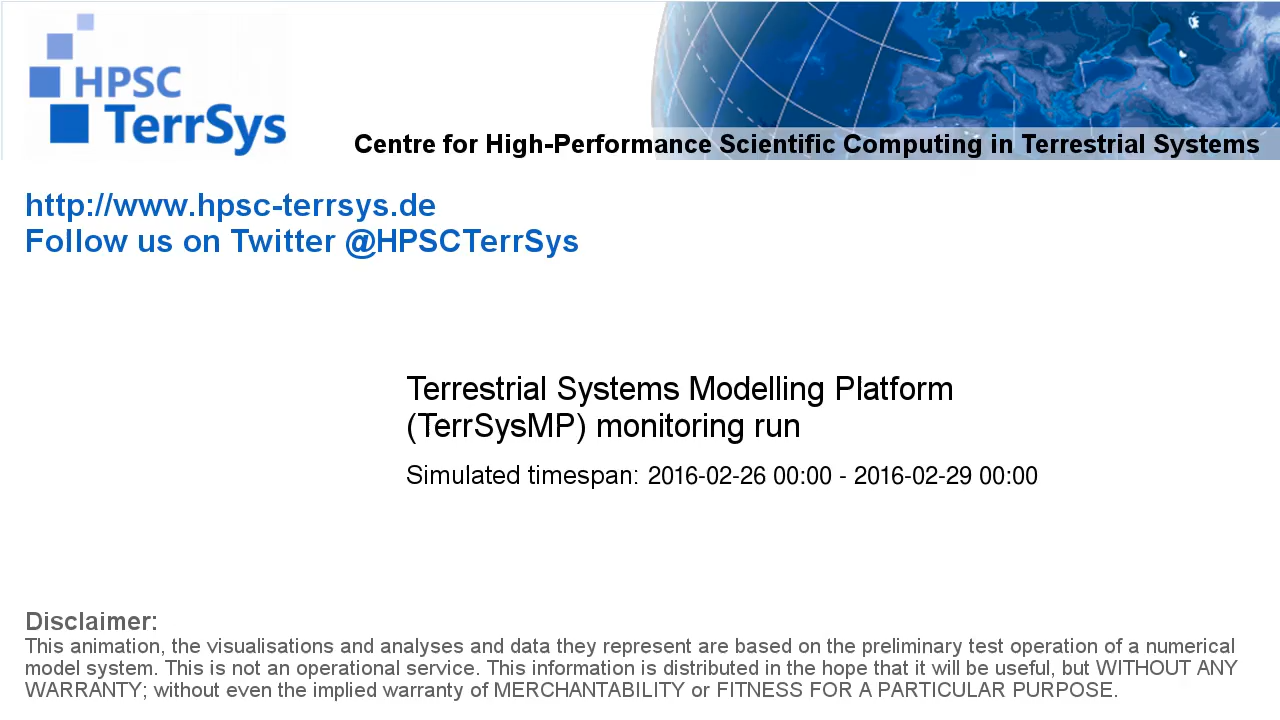 HPSC
TerrSys
Centre for High-Performance Scientific Computing in Terrestrial Systems
http://www.hpsc-terrsys.de
Follow us on Twitter @HPSCTerrSys
Terrestrial Systems Modelling Platform
(TerrSysMP) monitoring run
Simulated timespan: 2016-02-26 00:00 - 2016-02-29 00:00
Disclaimer:
This animation, the visualisations and analyses and data they represent are based on the preliminary test operation of a numerical
model system. This is not an operational service. This information is distributed in the hope that it will be useful, but WITHOUT ANY
WARRANTY; without even the implied warranty of MERCHANTABILITY or FITNESS FOR A PARTICULAR PURPOSE.